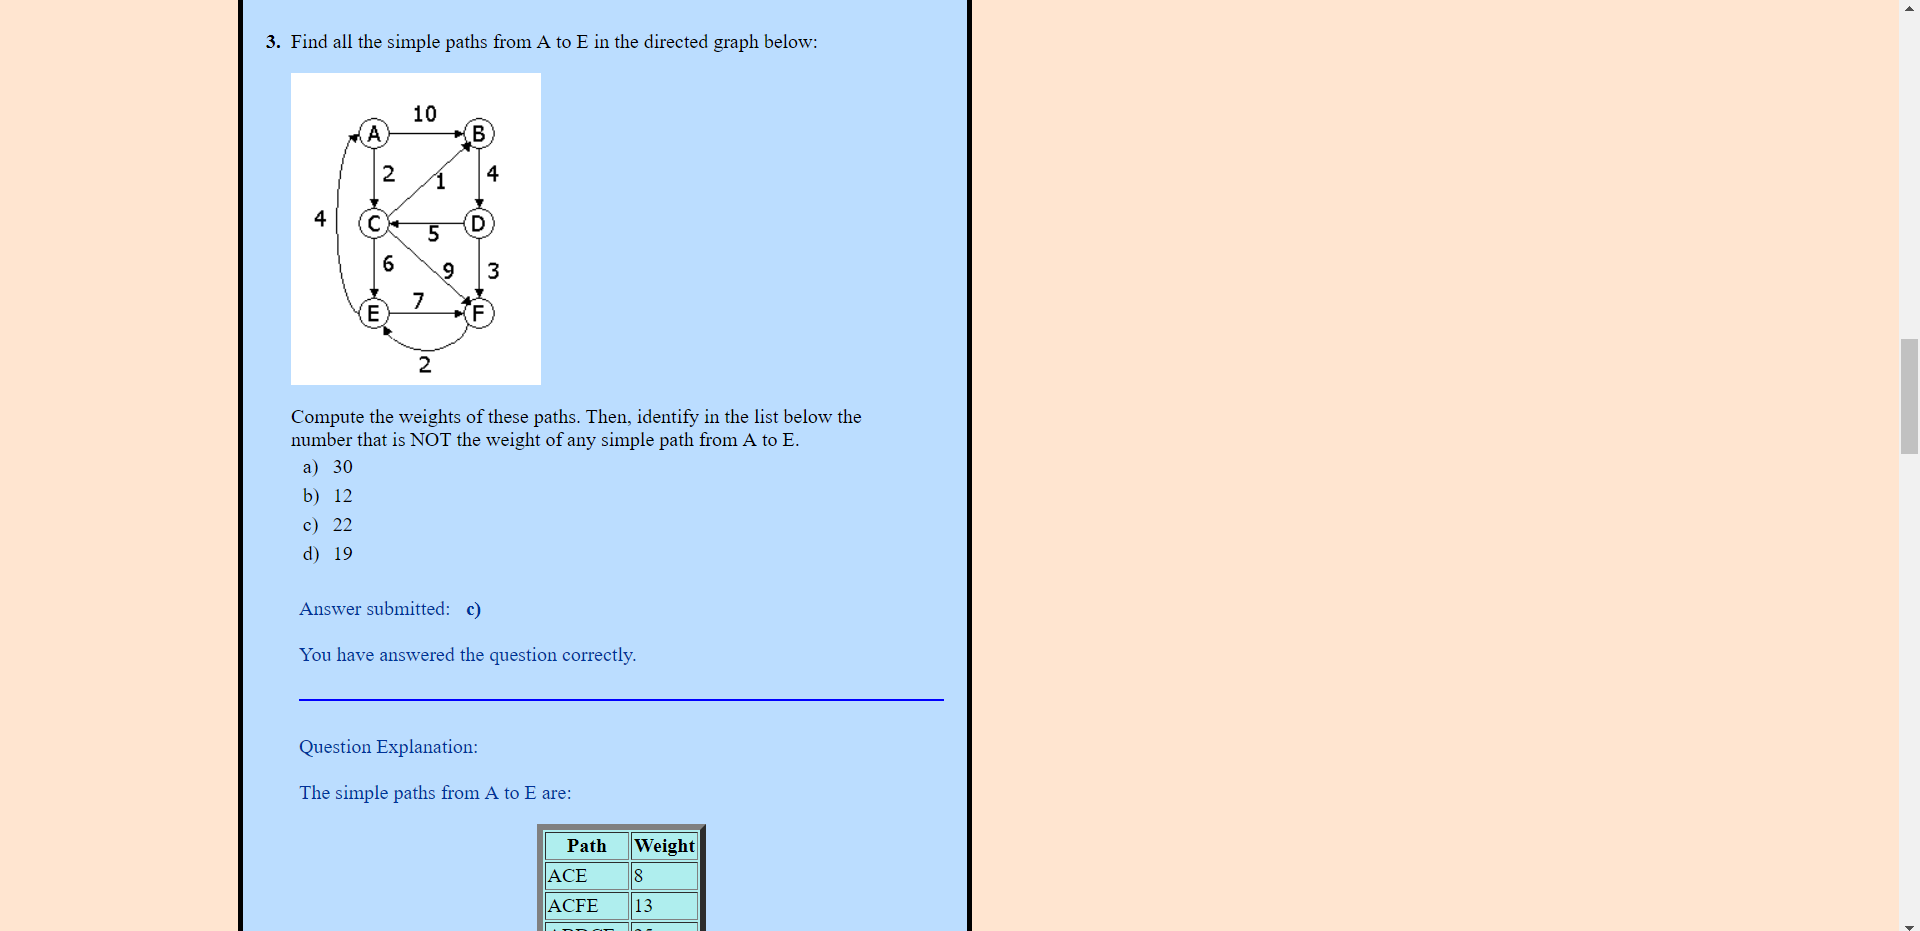 3. Find all the simple paths from A to E in the directed graph below:
10
A B
2 1 4
4 C D
5
6 9 3
7
E F
2
Compute the weights of these paths. Then, identify in the list below the
number that is NOT the weight of any simple path from A to E.
a) 30
b) 12
c) 22
d) 19
Answer submitted: c)
You have answered the question correctly.
Question Explanation:
The simple paths from A to E are:
Path Weight
ACE 8
ACFE 13